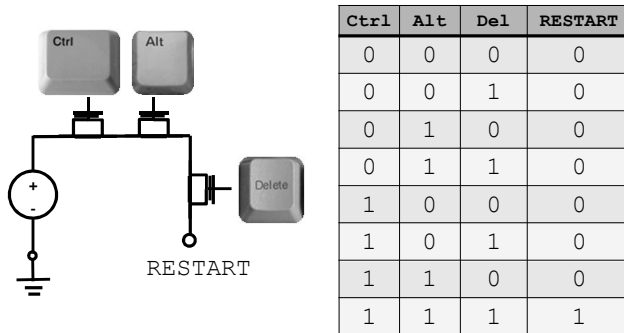 Ctrl
Alt
+
-
Delete
RESTART
Ctrl Alt Del RESTART
0 0 0 0
0 0 1 0
0 1 0 0
0 1 1 0
1 0 0 0
1 0 1 0
1 1 0 0
1 1 1 1